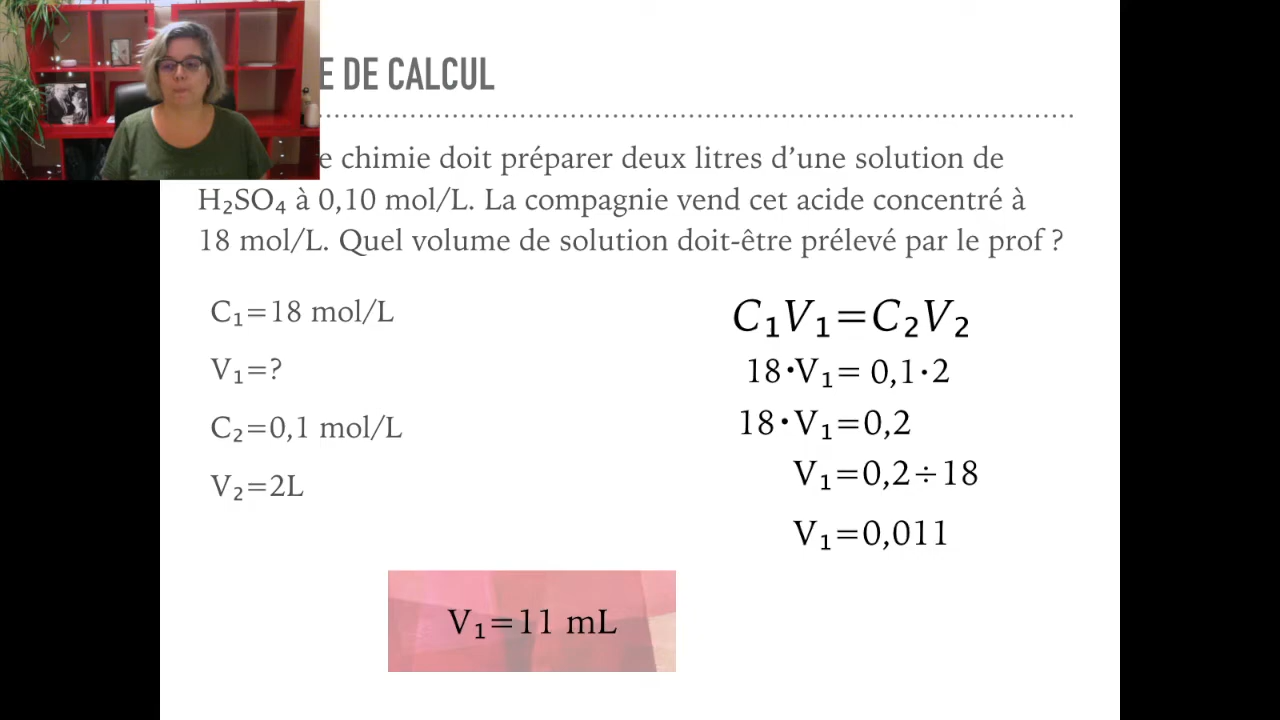 DE CALCUL
chimie doit préparer deux litres d’une solution de
H₂SO₄ à 0,10 mol/L. La compagnie vend cet acide concentré à
18 mol/L. Quel volume de solution doit-être prélevé par le prof ?
C₁=18 mol/L
V₁=?
C₂=0,1 mol/L
V₂=2L
C₁V₁=C₂V₂
18·V₁= 0,1·2
18·V₁=0,2
V₁=0,2÷18
V₁=0,011
V₁=11 mL